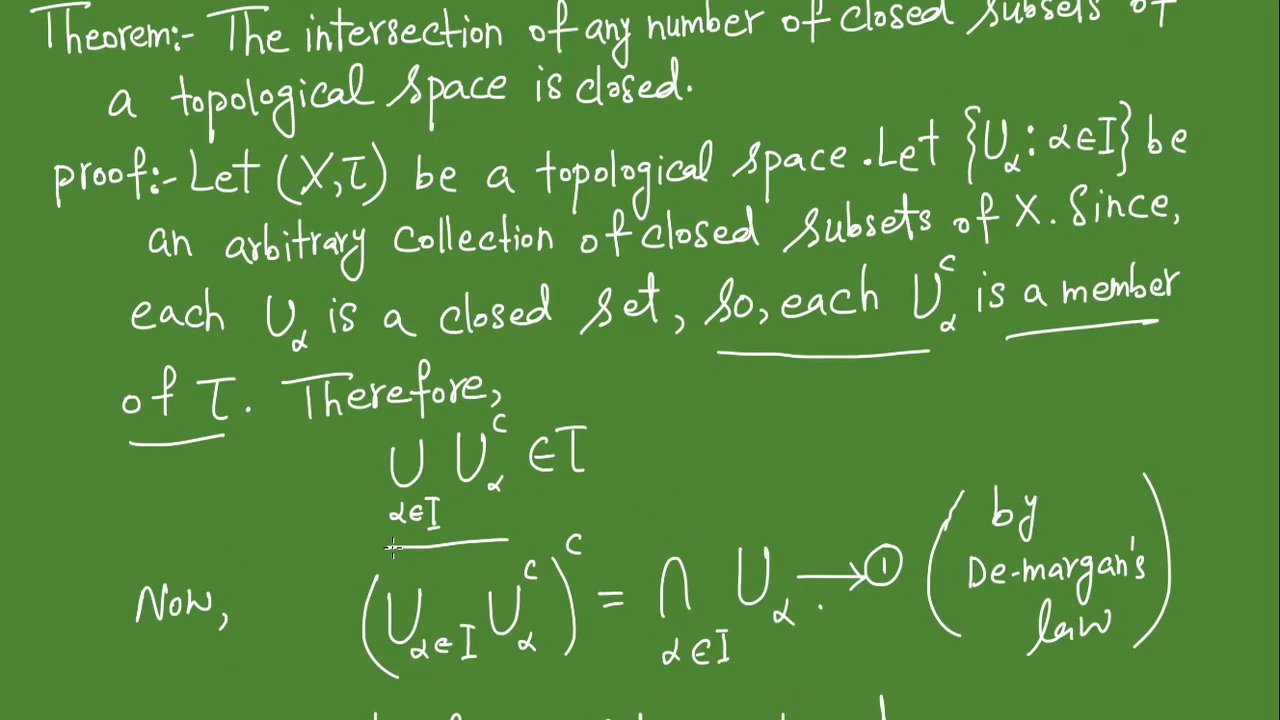 Theorem:- The intersection of any number of closed subsets of
a topological space is closed.
proof:- Let (X,τ) be a topological space. Let {U_α : α∈I} be
an arbitrary collection of closed subsets of X. Since,
each U_α is a closed set, so, each U_α^c is a member
of τ. Therefore,
∪_{α∈I} U_α^c ∈ τ
Now, (∪_{α∈I} U_α^c)^c = ∩_{α∈I} U_α. → ① (by De-margan's law)